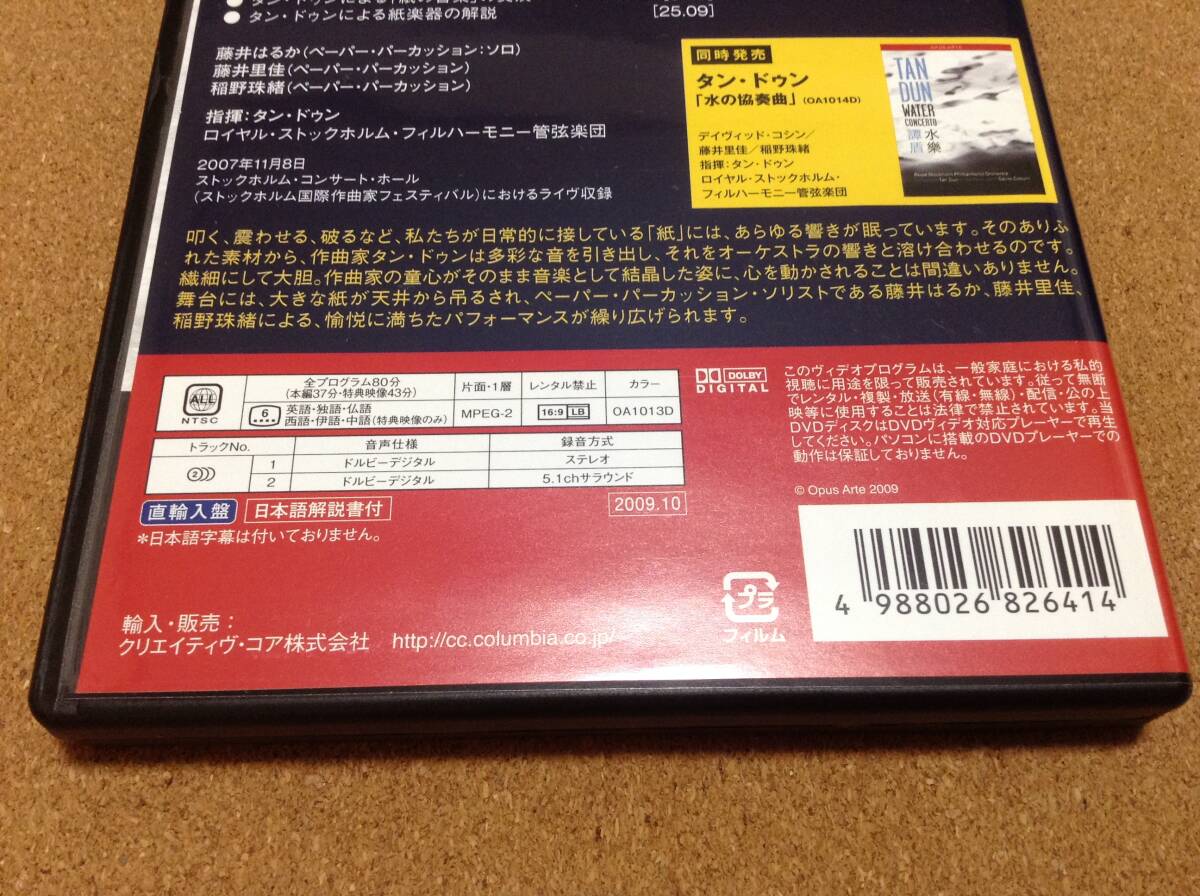 ● タン・ドゥンによる紙楽器の解説
[25.09]
藤井はるか（ペーパー・パーカッション：ソロ）
藤井里佳（ペーパー・パーカッション）
稲野珠緒（ペーパー・パーカッション）
指揮：タン・ドゥン
ロイヤル・ストックホルム・フィルハーモニー管弦楽団
2007年11月8日
ストックホルム・コンサート・ホール
（ストックホルム国際作曲家フェスティバル）におけるライヴ収録
同時発売
タン・ドゥン
「水の協奏曲」（OA1014D）
デイヴィッド・コシン／
藤井里佳／稲野珠緒
指揮：タン・ドゥン
ロイヤル・ストックホルム・
フィルハーモニー管弦楽団
OPUS ARTE
TAN
DUN
WATER
CONCERTO
譚 水
盾 樂
Royal Stockholm Philharmonic Orchestra
叩く、震わせる、破るなど、私たちが日常的に接している「紙」には、あらゆる響きが眠っています。そのありふ
れた素材から、作曲家タン・ドゥンは多彩な音を引き出し、それをオーケストラの響きと溶け合わせるのです。
繊細にして大胆。作曲家の童心がそのまま音楽として結晶した姿に、心を動かされることは間違いありません。
舞台には、大きな紙が天井から吊るされ、ペーパー・パーカッション・ソリストである藤井はるか、藤井里佳、
稲野珠緒による、愉悦に満ちたパフォーマンスが繰り広げられます。
ALL
NTSC
全プログラム80分
（本編37分・特典映像43分）
片面・1層
レンタル禁止
カラー
6
英語・独語・仏語
西語・伊語・中語（特典映像のみ）
MPEG-2
16:9 LB
OA1013D
トラックNo.
音声仕様
録音方式
2
1
ドルビーデジタル
ステレオ
2
ドルビーデジタル
5.1chサラウンド
直輸入盤
日本語解説書付
2009.10
*日本語字幕は付いておりません。
DOLBY
DIGITAL
このヴィデオプログラムは、一般家庭における私的
視聴に用途を限って販売されています。従って無断
でレンタル・複製・放送（有線・無線）・配信・公の上
映等に使用することは法律で禁止されています。当
DVDディスクはDVDヴィデオ対応プレーヤーで再生
してください。パソコンに搭載のDVDプレーヤーでの
動作は保証しておりません。
© Opus Arte 2009
輸入・販売：
クリエイティヴ・コア株式会社 http://cc.columbia.co.jp/
プラ
フィルム
4 988026 826414